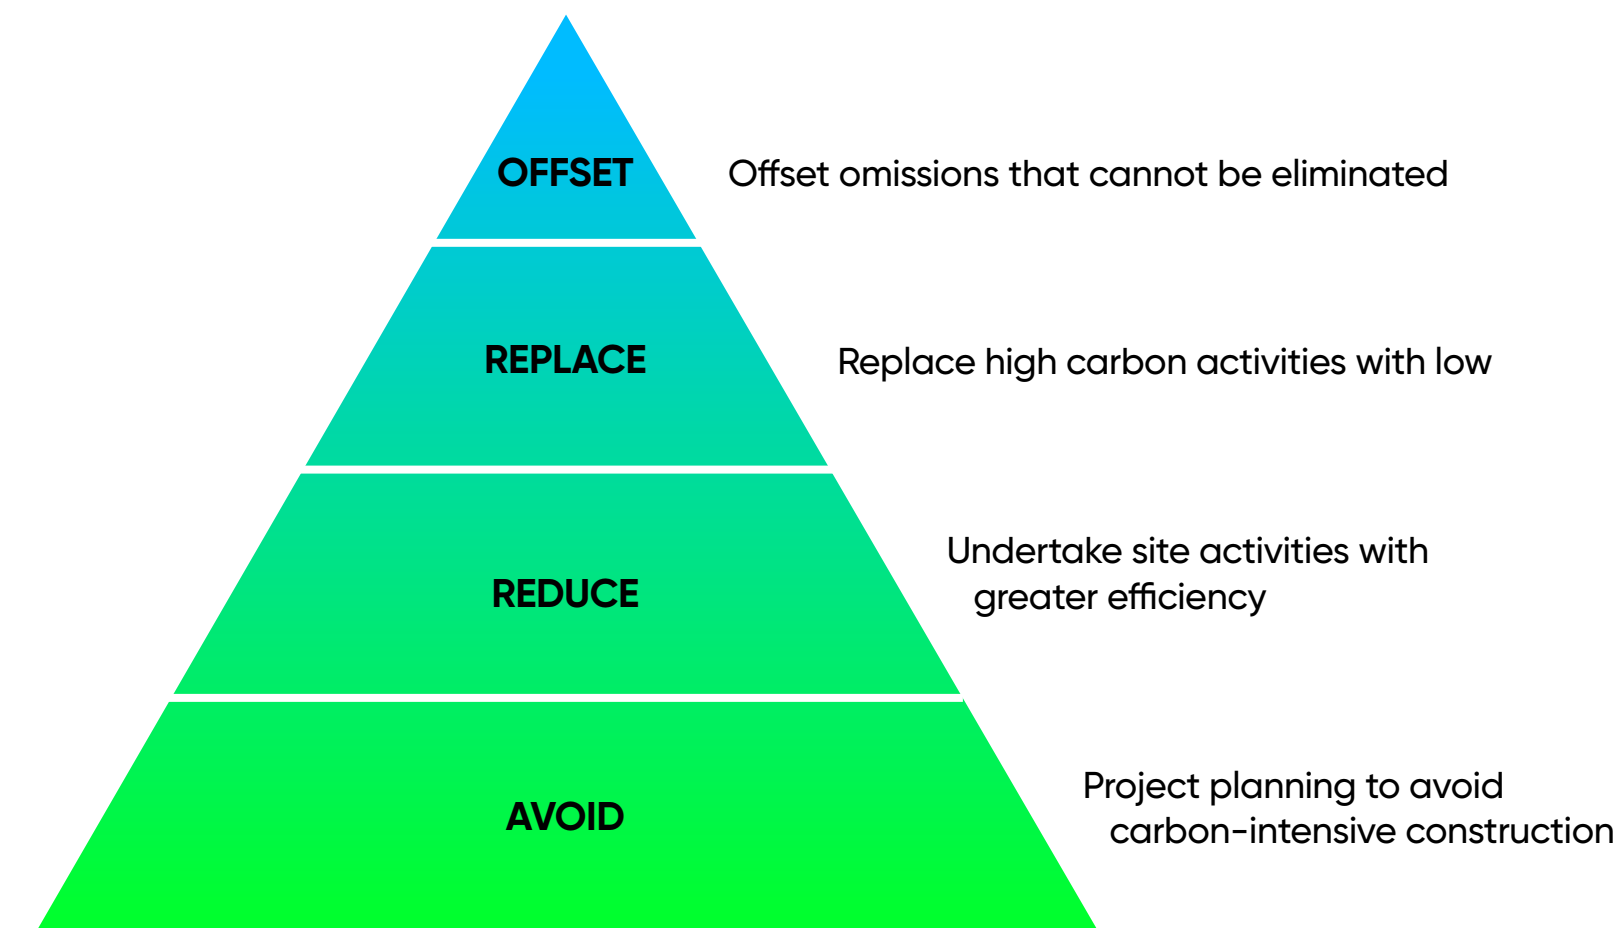 OFFSET
Offset omissions that cannot be eliminated
REPLACE
Replace high carbon activities with low
REDUCE
Undertake site activities with
greater efficiency
AVOID
Project planning to avoid
carbon-intensive construction